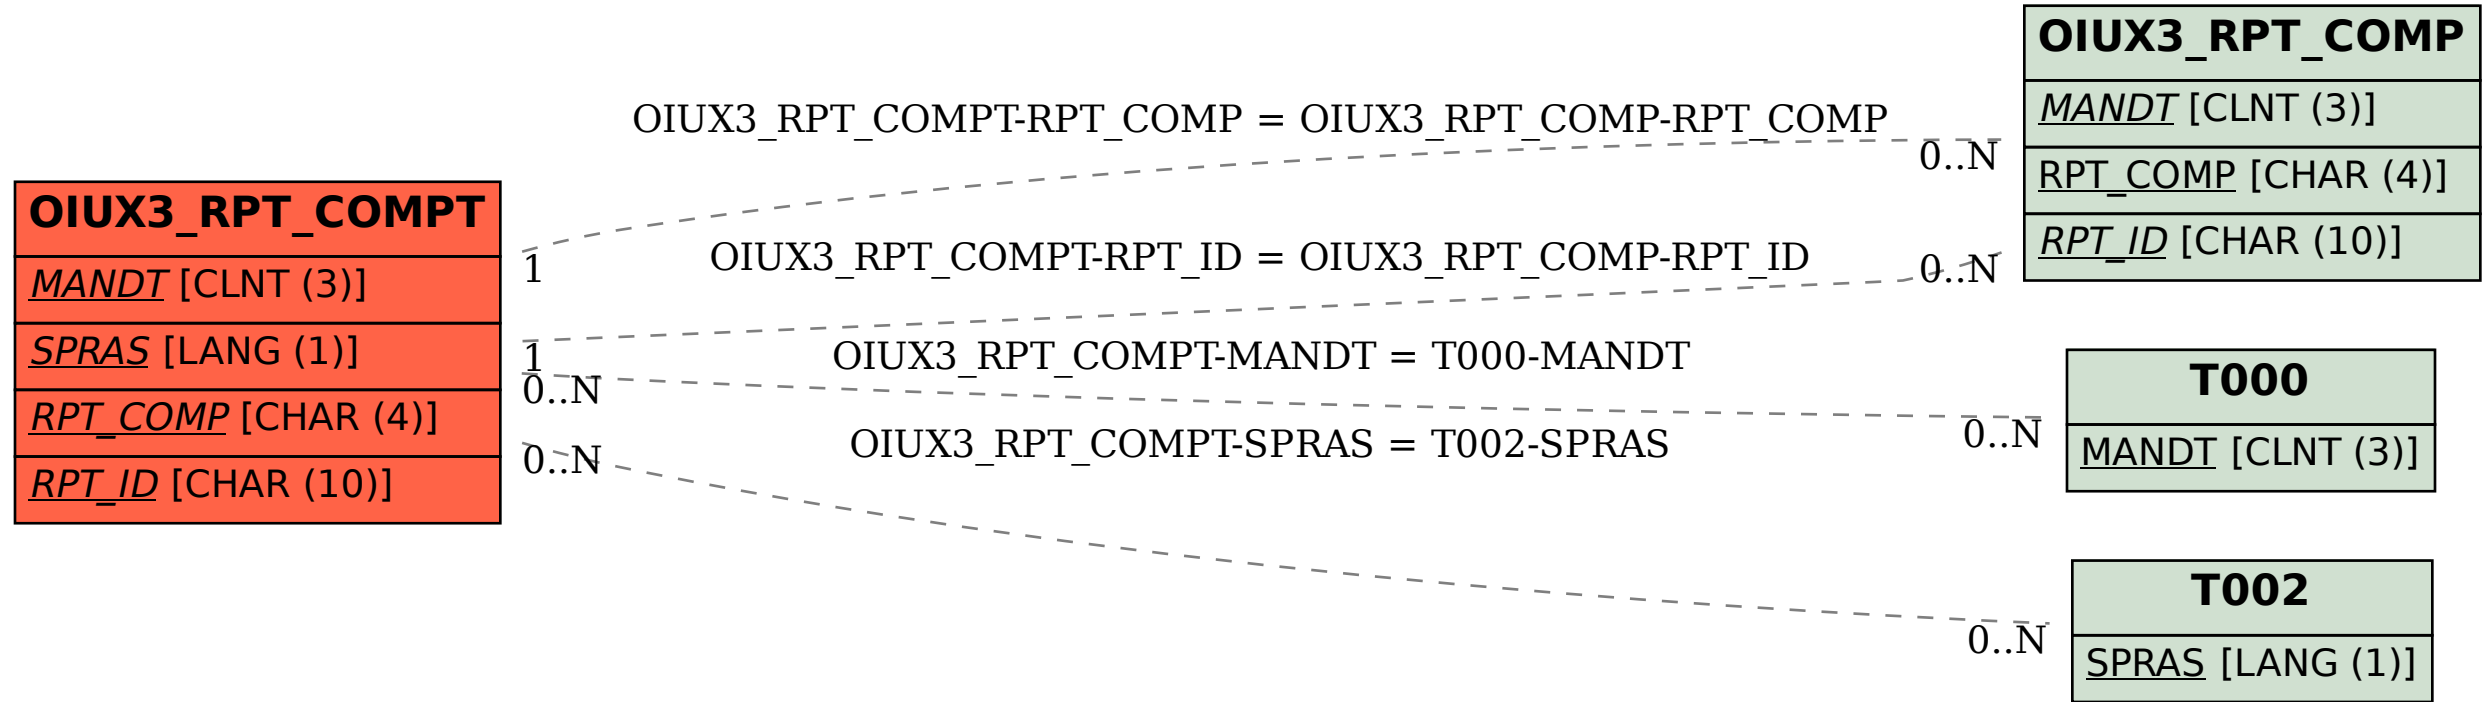 OIUX3_RPT_COMPT
MANDT [CLNT (3)]
SPRAS [LANG (1)]
RPT_COMP [CHAR (4)]
RPT_ID [CHAR (10)]
OIUX3_RPT_COMPT-RPT_COMP = OIUX3_RPT_COMP-RPT_COMP
1
0..N
OIUX3_RPT_COMPT-RPT_ID = OIUX3_RPT_COMP-RPT_ID
1
0..N
OIUX3_RPT_COMPT-MANDT = T000-MANDT
0..N
0..N
OIUX3_RPT_COMPT-SPRAS = T002-SPRAS
0..N
0..N
OIUX3_RPT_COMP
MANDT [CLNT (3)]
RPT_COMP [CHAR (4)]
RPT_ID [CHAR (10)]
T000
MANDT [CLNT (3)]
T002
SPRAS [LANG (1)]